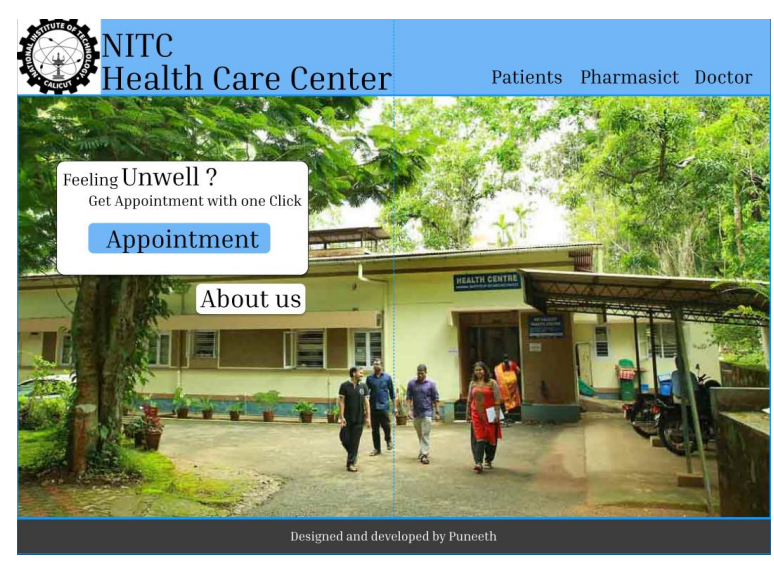 NATIONAL INSTITUTE OF TECHNOLOGY
CALICUT
NITC
Health Care Center
Patients Pharmasict Doctor
Feeling Unwell ?
Get Appointment with one Click
Appointment
About us
HEALTH CENTRE
Designed and developed by Puneeth